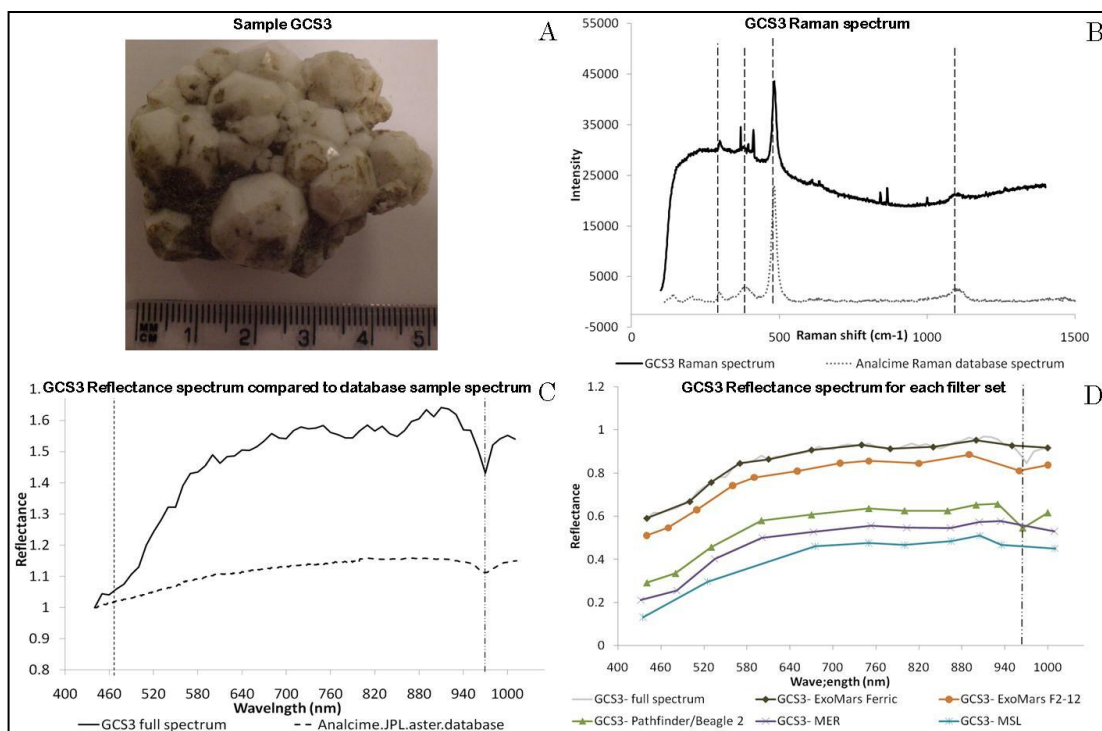 Sample GCS3
A
MM
CM
1
2
3
4
5
GCS3 Raman spectrum
B
55000
45000
35000
25000
15000
5000
-5000
Intensity
0
500
1000
1500
Raman shift (cm-1)
GCS3 Raman spectrum
Analcime Raman database spectrum
GCS3 Reflectance spectrum compared to database sample spectrum
C
1.6
1.5
1.4
1.3
1.2
1.1
1
0.9
0.8
Reflectance
400 460 520 580 640 700 760 820 880 940 1000
Wavelngth (nm)
GCS3 full spectrum
Analcime.JPL.aster.database
GCS3 Reflectance spectrum for each filter set
D
1.2
1
0.8
0.6
0.4
0.2
0
Reflectance
400 460 520 580 640 700 760 820 880 940 1000
Wave;ength (nm)
GCS3- full spectrum
GCS3- ExoMars Ferric
GCS3- ExoMars F2-12
GCS3- Pathfinder/Beagle 2
GCS3- MER
GCS3- MSL